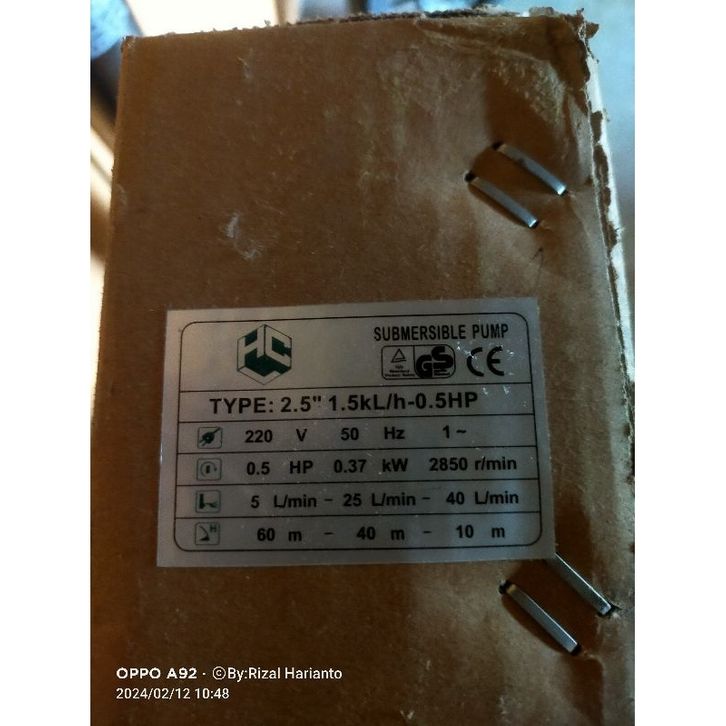 SUBMERSIBLE PUMP
GS CE
TYPE: 2.5" 1.5kL/h-0.5HP
220 V 50 Hz 1~
0.5 HP 0.37 kW 2850 r/min
5 L/min - 25 L/min - 40 L/min
H 60 m - 40 m - 10 m
OPPO A92 · ©By:Rizal Harianto
2024/02/12 10:48